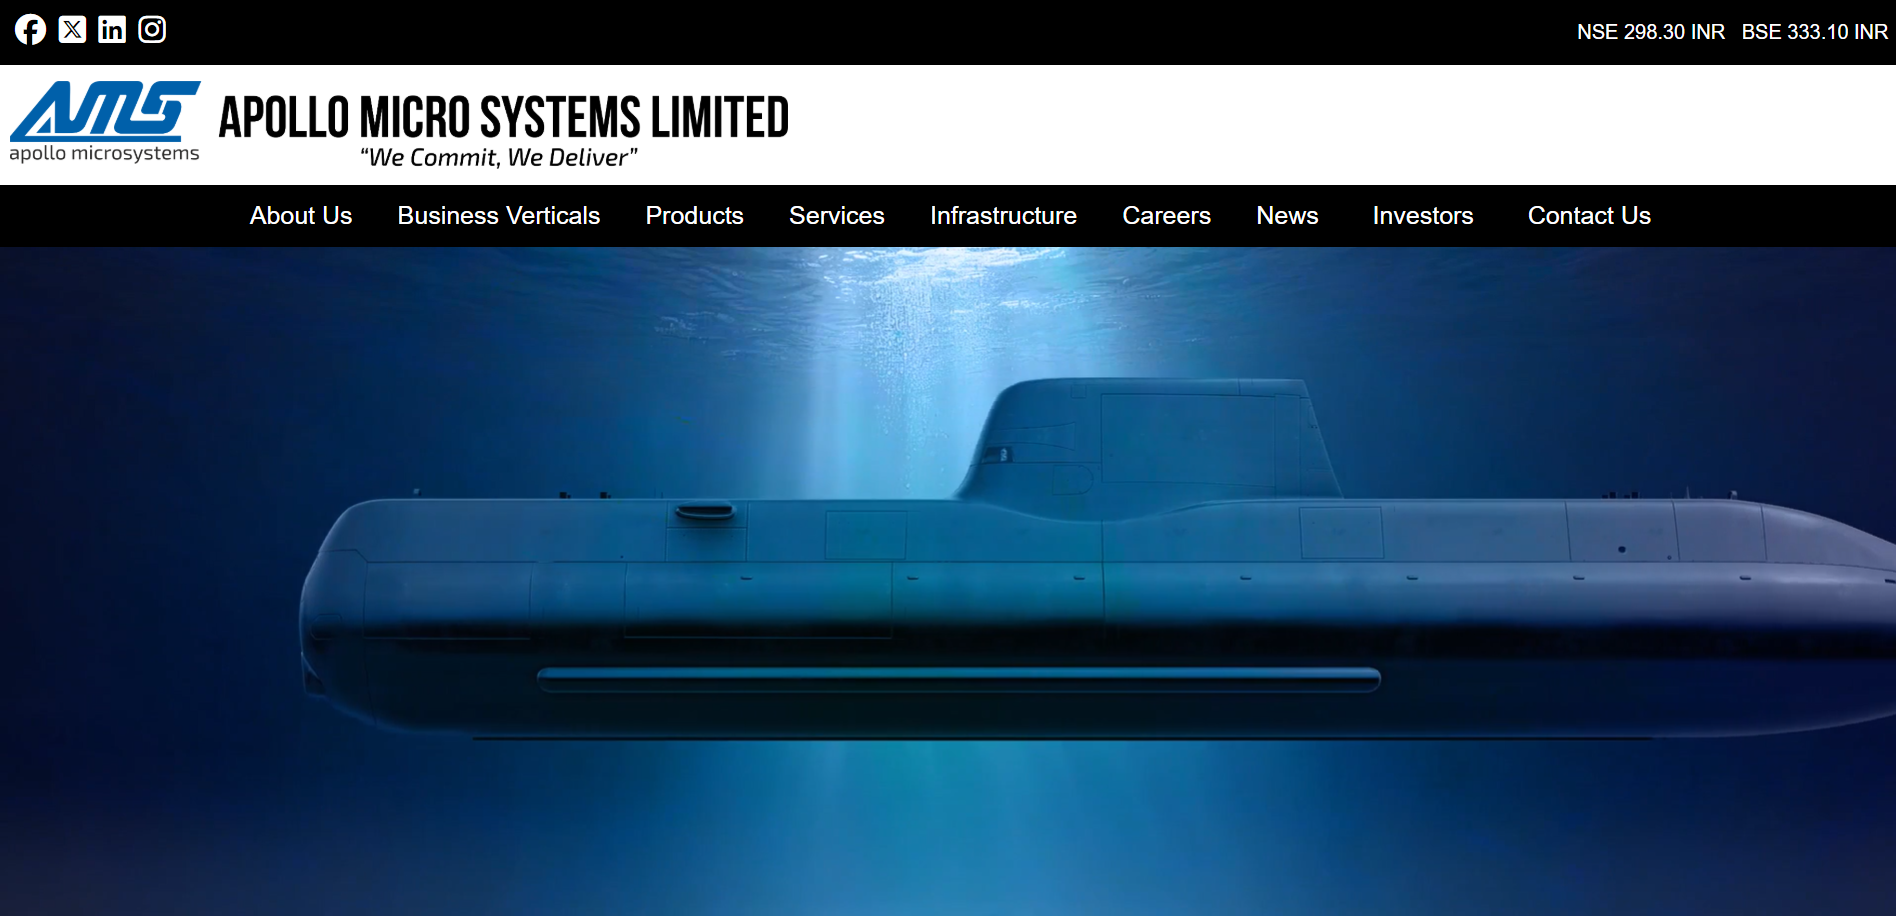 NSE 298.30 INR BSE 333.10 INR
AMS
apollo microsystems
APOLLO MICRO SYSTEMS LIMITED
“We Commit, We Deliver”
About Us Business Verticals Products Services Infrastructure Careers News Investors Contact Us